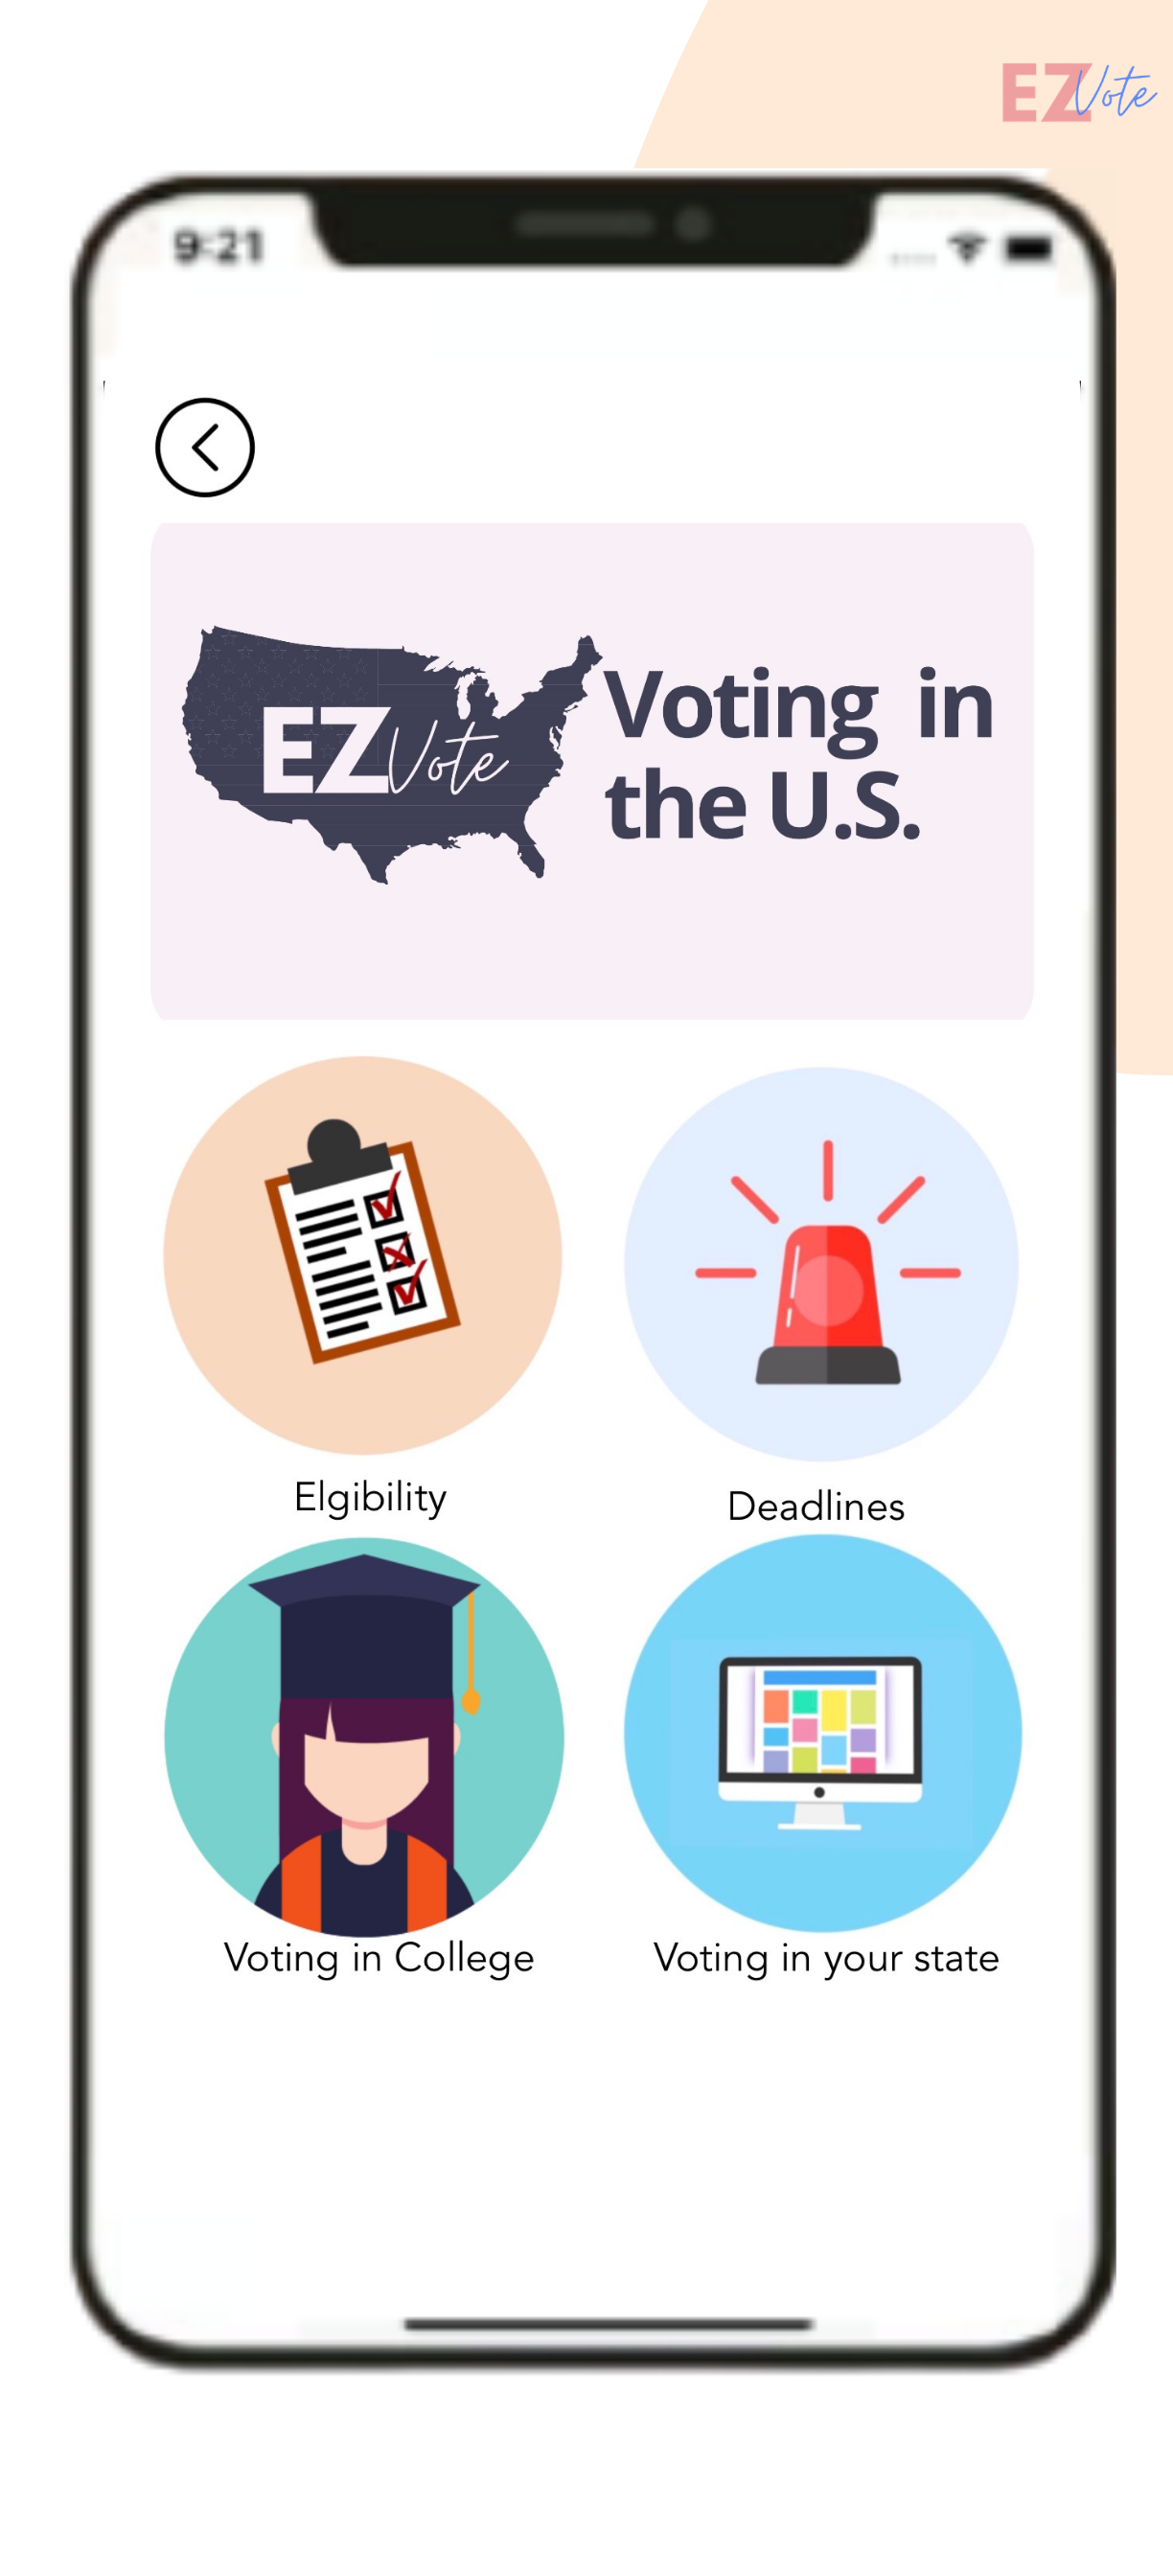 EZVote
9:21
EZVote
Voting in
the U.S.
Elgibility
Deadlines
Voting in College
Voting in your state